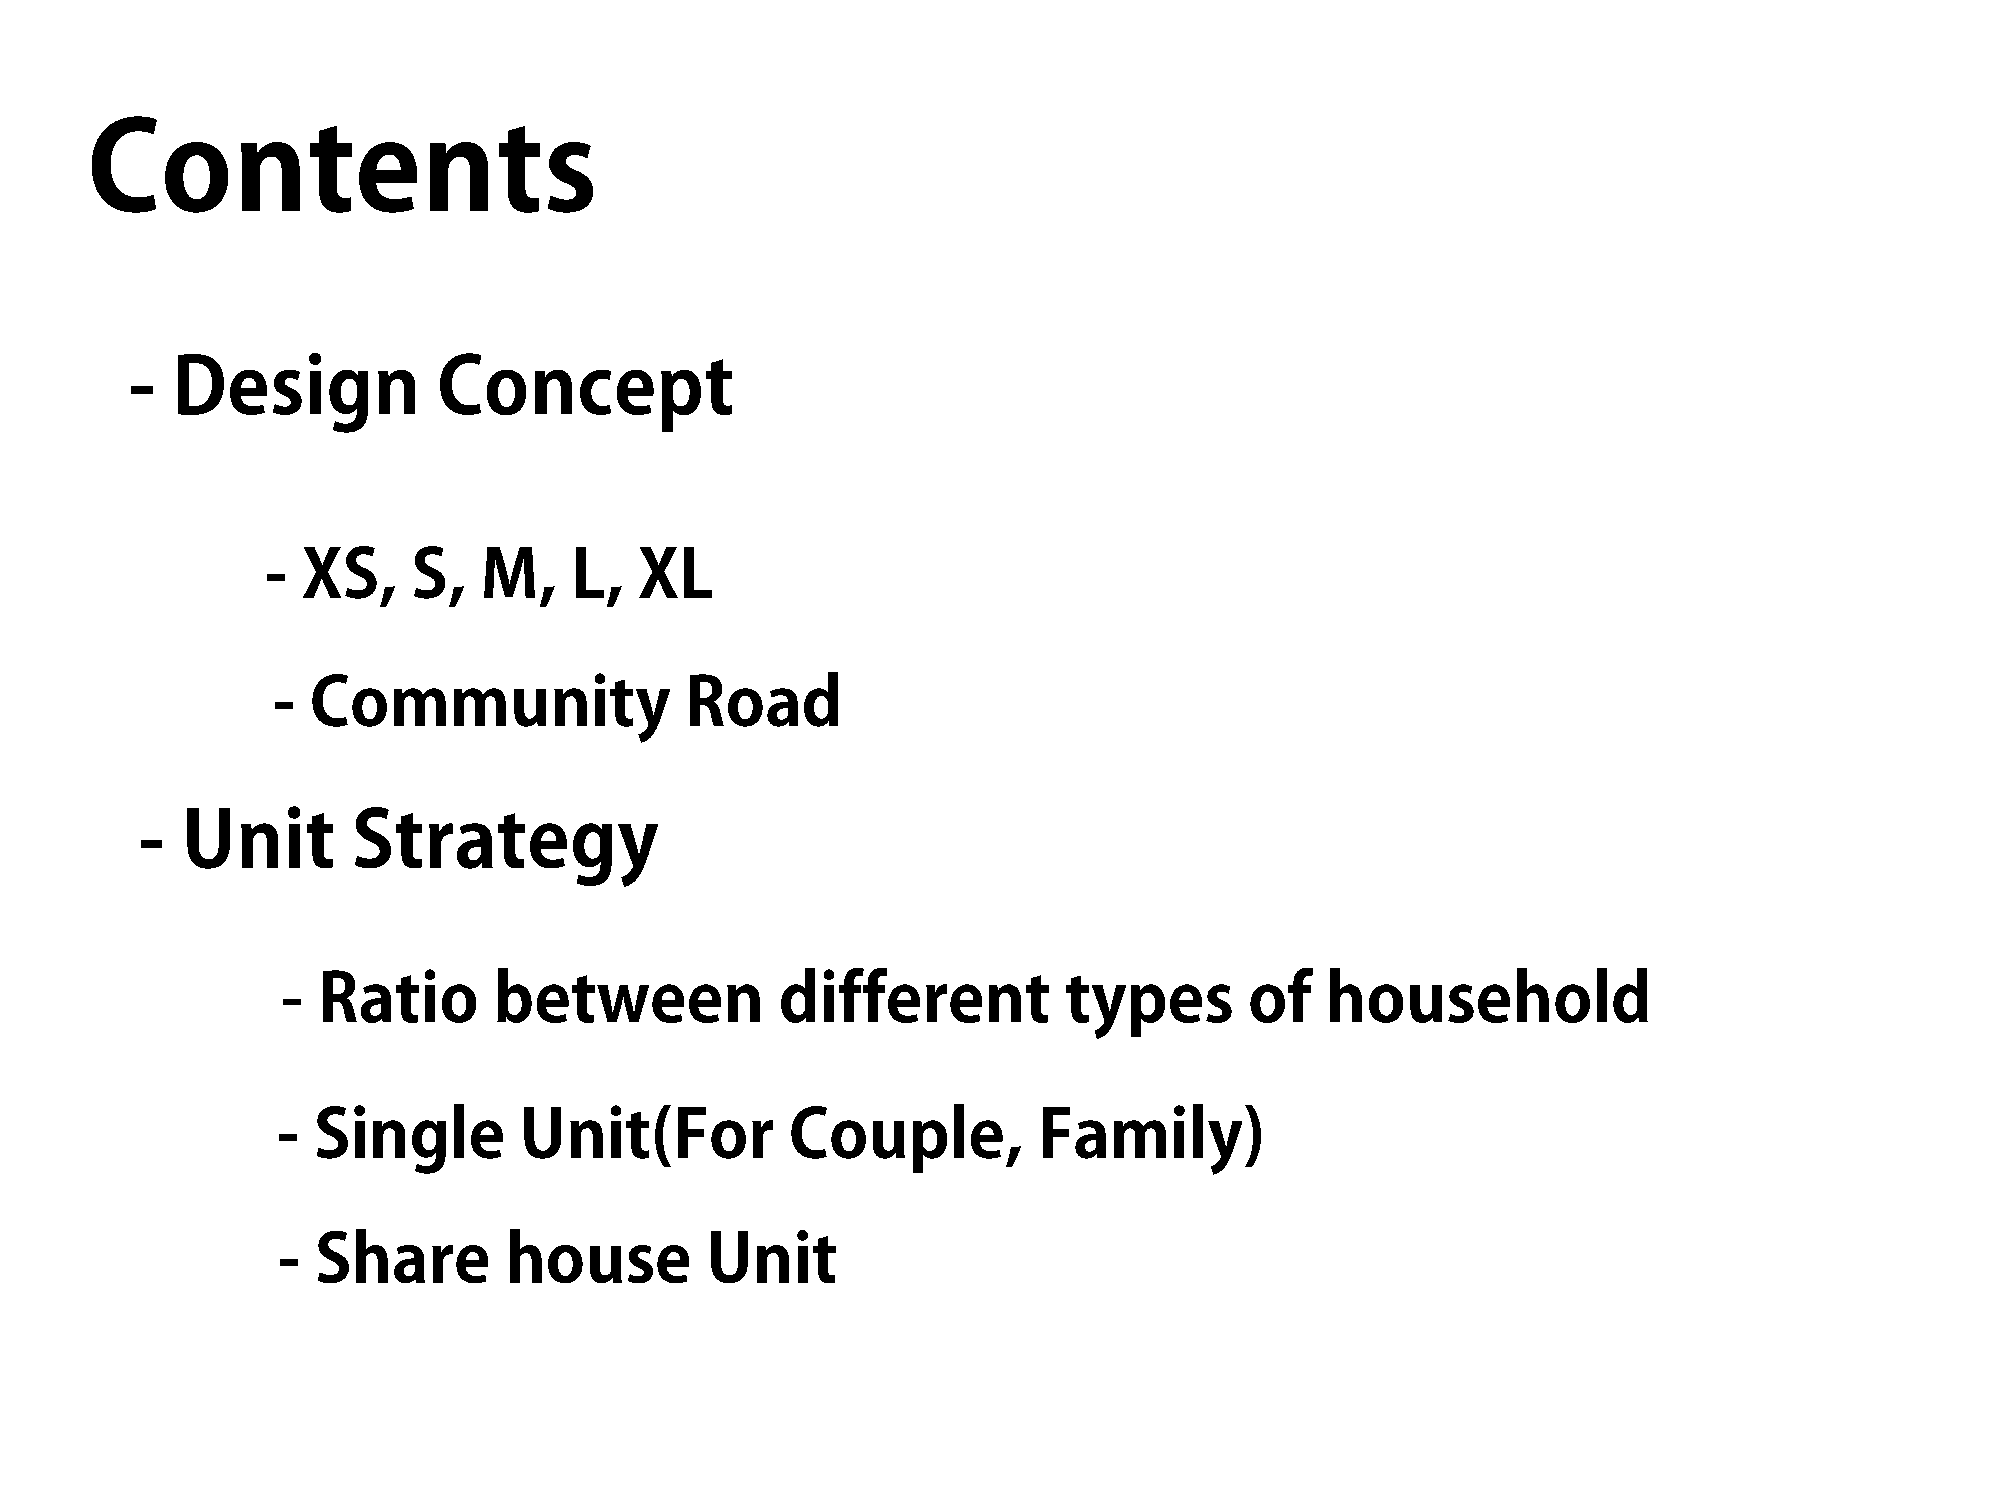 Contents
- Design Concept
- XS, S, M, L, XL
- Community Road
- Unit Strategy
- Ratio between different types of household
- Single Unit(For Couple, Family)
- Share house Unit